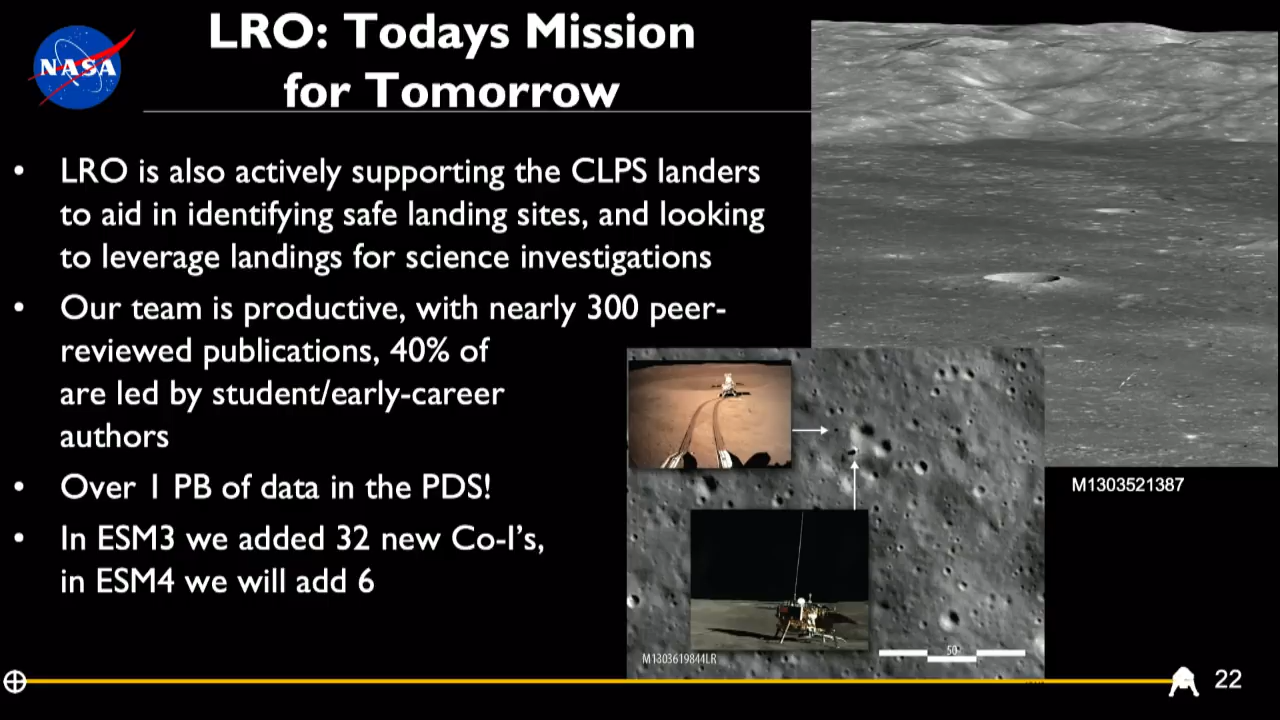 NASA
LRO: Todays Mission
for Tomorrow
• LRO is also actively supporting the CLPS landers
to aid in identifying safe landing sites, and looking
to leverage landings for science investigations
• Our team is productive, with nearly 300 peer-
reviewed publications, 40% of
are led by student/early-career
authors
• Over 1 PB of data in the PDS!
• In ESM3 we added 32 new Co-I's,
in ESM4 we will add 6
M1303521387
M1303619844LR
50
22